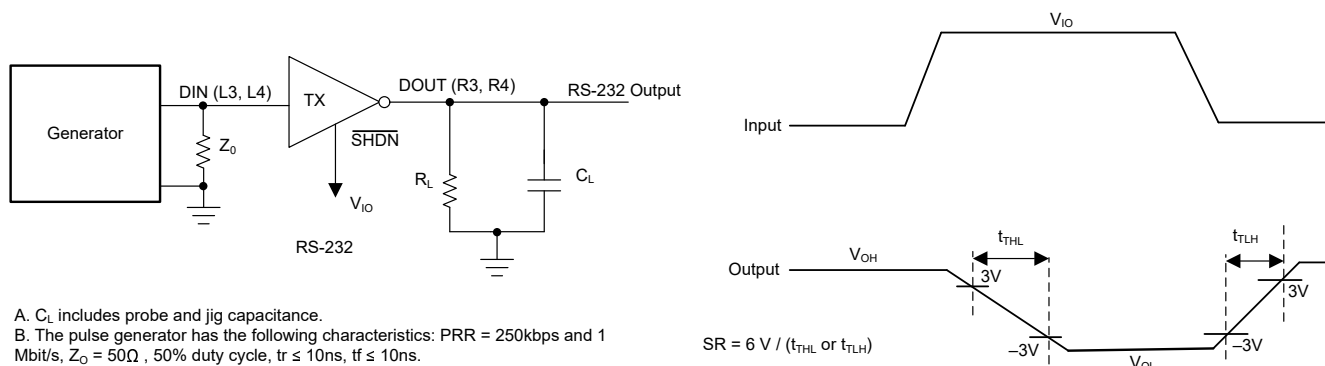 Generator
DIN (L3, L4)
Z0
TX
SHDN
VIO
DOUT (R3, R4)
RS-232 Output
RL
CL
RS-232
A. CL includes probe and jig capacitance.
B. The pulse generator has the following characteristics: PRR = 250kbps and 1
Mbit/s, ZO = 50Ω , 50% duty cycle, tr ≤ 10ns, tf ≤ 10ns.
VIO
Input
tTHL
tTLH
Output
VOH
3V
3V
–3V
–3V
VOL
SR = 6 V / (tTHL or tTLH)